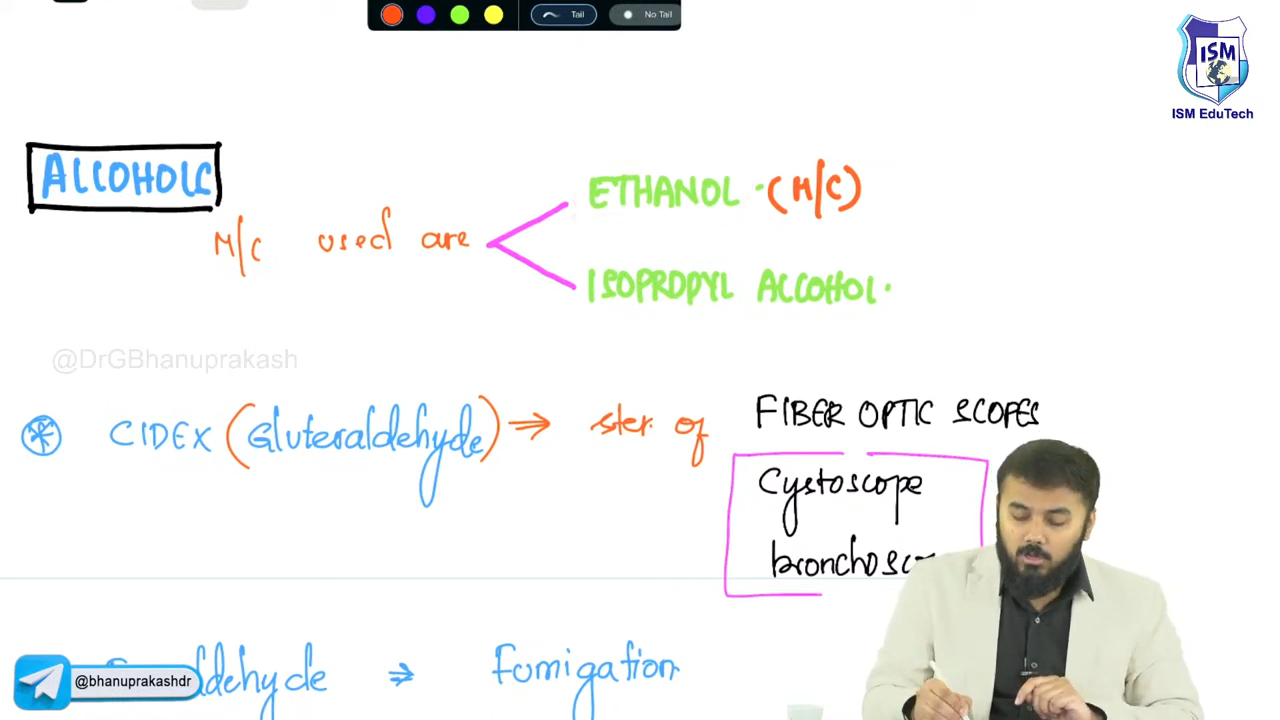 Tail
No Tail
ISM
ISM EduTech
ALCOHOLS
ETHANOL · (M/C)
M/C used are
ISOPROPYL ALCOHOL ·
@DrGBhanuprakash
CIDEX (Gluteraldehyde) ⇒ ster. of
FIBER OPTIC SCOPES
Cystoscope
⇒ Fumigation
@bhanuprakashdr